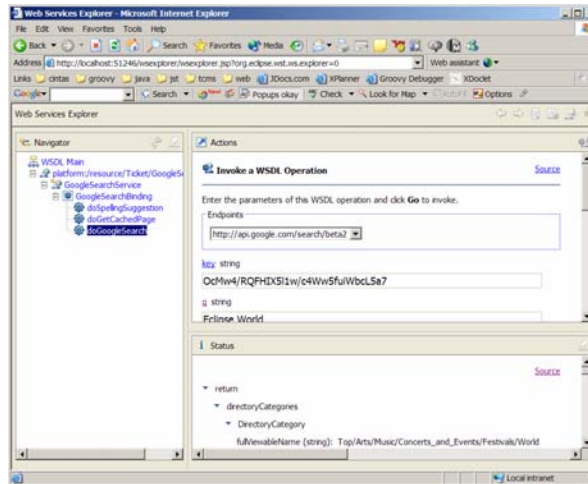 Web Services Explorer - Microsoft Internet Explorer
File Edit View Favorites Tools Help
Back Search Favorites Media
Address http://localhost:51246/wsexplorer/wsexplorer.jsp?org.eclipse.wst.ws.explorer=0 Web assistant
Links cintas groovy java jst tcms web JDocs.com XPlanner Groovy Debugger XDoclet
Google Search Popups okay Check Look for Map AutoFill Options
Web Services Explorer
Navigator
WSDL Main
platform:/resource/Ticket/GoogleSe
GoogleSearchService
GoogleSearchBinding
doSpellingSuggestion
doGetCachedPage
doGoogleSearch
Actions
Invoke a WSDL Operation Source
Enter the parameters of this WSDL operation and click Go to invoke.
Endpoints
http://api.google.com/search/beta2
key string
OcMw4/RQFHIX5l1w/c4Ww5fuiWbcL5a7
q string
Eclipse World
Status
Source
return
directoryCategories
DirectoryCategory
fullViewableName (string): Top/Arts/Music/Concerts_and_Events/Festivals/World
Local intranet